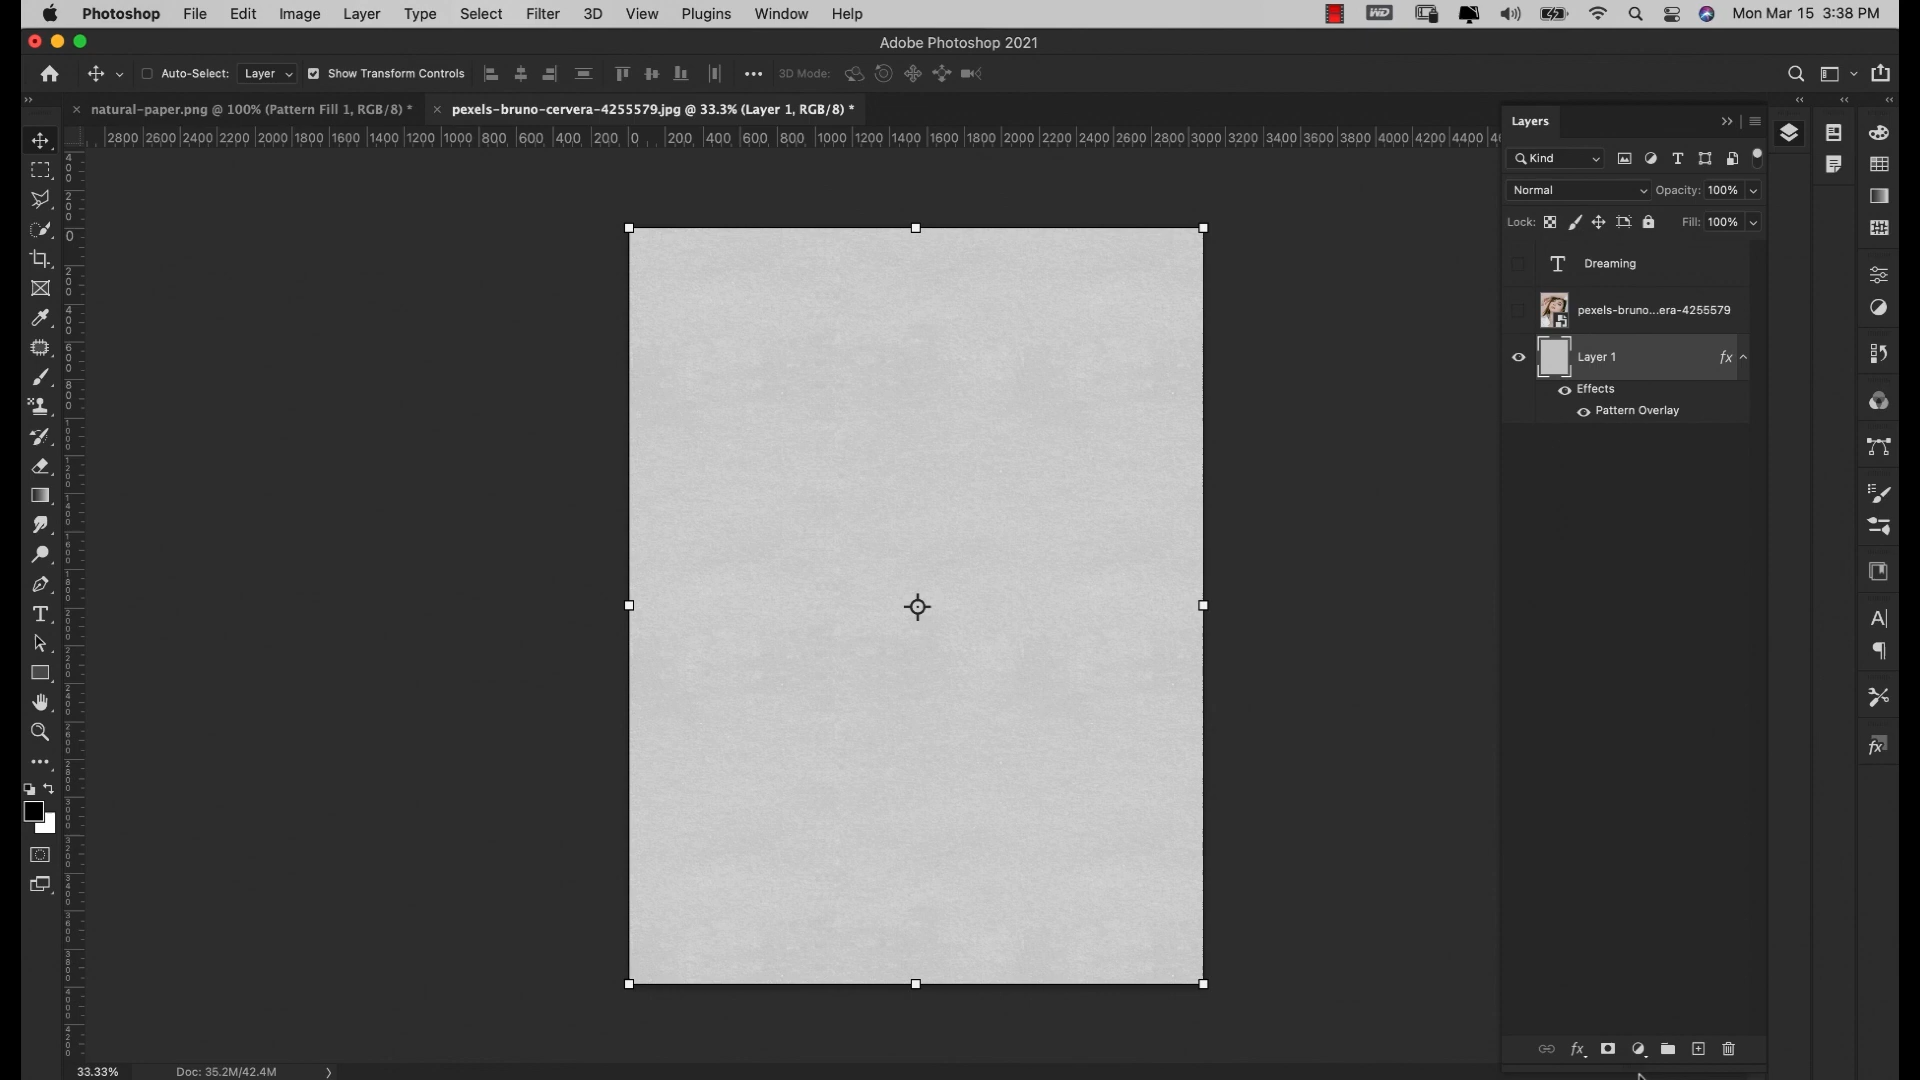 Photoshop File Edit Image Layer Type Select Filter 3D View Plugins Window Help WD Mon Mar 15 3:38 PM
Adobe Photoshop 2021
Auto-Select: Layer Show Transform Controls 3D Mode:
natural-paper.png @ 100% (Pattern Fill 1, RGB/8) * pexels-bruno-cervera-4255579.jpg @ 33.3% (Layer 1, RGB/8) *
2800 2600 2400 2200 2000 1800 1600 1400 1200 1000 800 600 400 200 0 200 400 600 800 1000 1200 1400 1600 1800 2000 2200 2400 2600 2800 3000 3200 3400 3600 3800 4000 4200 4400
Layers
Kind
Normal Opacity: 100%
Lock: Fill: 100%
Dreaming
pexels-bruno...era-4255579
Layer 1 fx
Effects
Pattern Overlay
33.33% Doc: 35.2M/42.4M